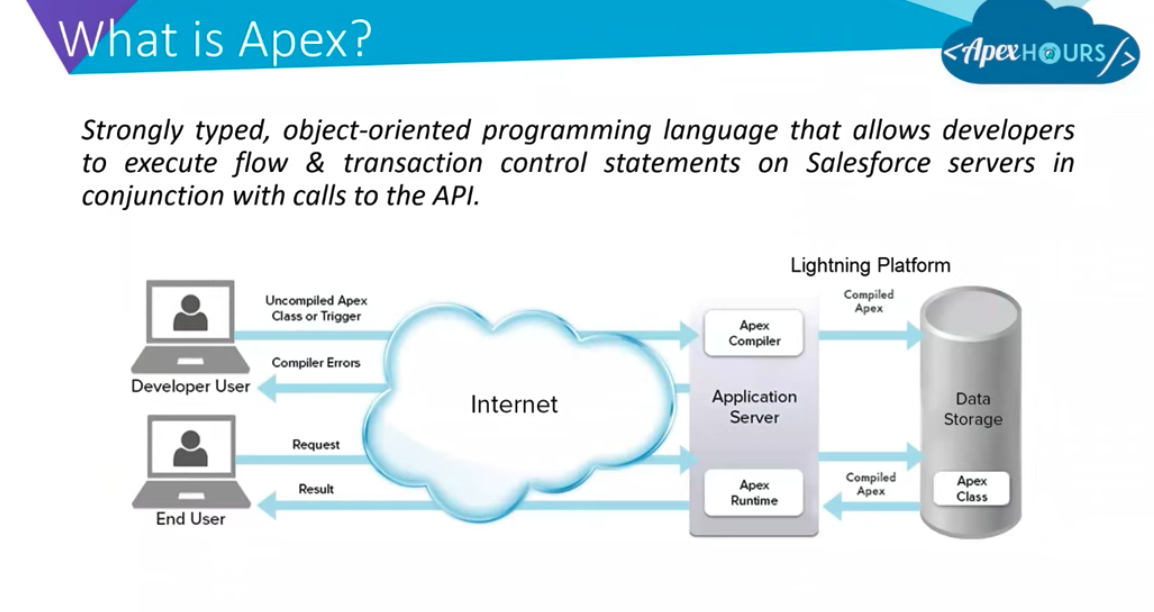 What is Apex?
<ApexHOURS/>
Strongly typed, object-oriented programming language that allows developers
to execute flow & transaction control statements on Salesforce servers in
conjunction with calls to the API.
Lightning Platform
Uncompiled Apex
Class or Trigger
Compiled
Apex
Apex
Compiler
Compiler Errors
Developer User
Internet
Application
Server
Data
Storage
Request
Result
End User
Apex
Runtime
Compiled
Apex
Apex
Class